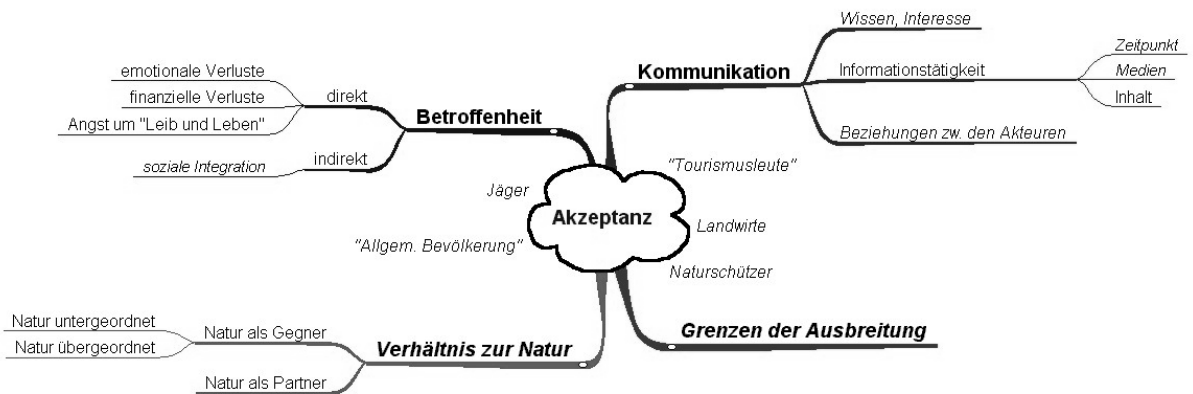 Wissen, Interesse
Kommunikation
Informationstätigkeit
Zeitpunkt
Medien
Inhalt
Beziehungen zw. den Akteuren
emotionale Verluste
finanzielle Verluste
Angst um "Leib und Leben"
direkt
Betroffenheit
indirekt
soziale Integration
"Tourismusleute"
Jäger
Akzeptanz
Landwirte
"Allgem. Bevölkerung"
Naturschützer
Grenzen der Ausbreitung
Natur untergeordnet
Natur übergeordnet
Natur als Gegner
Verhältnis zur Natur
Natur als Partner